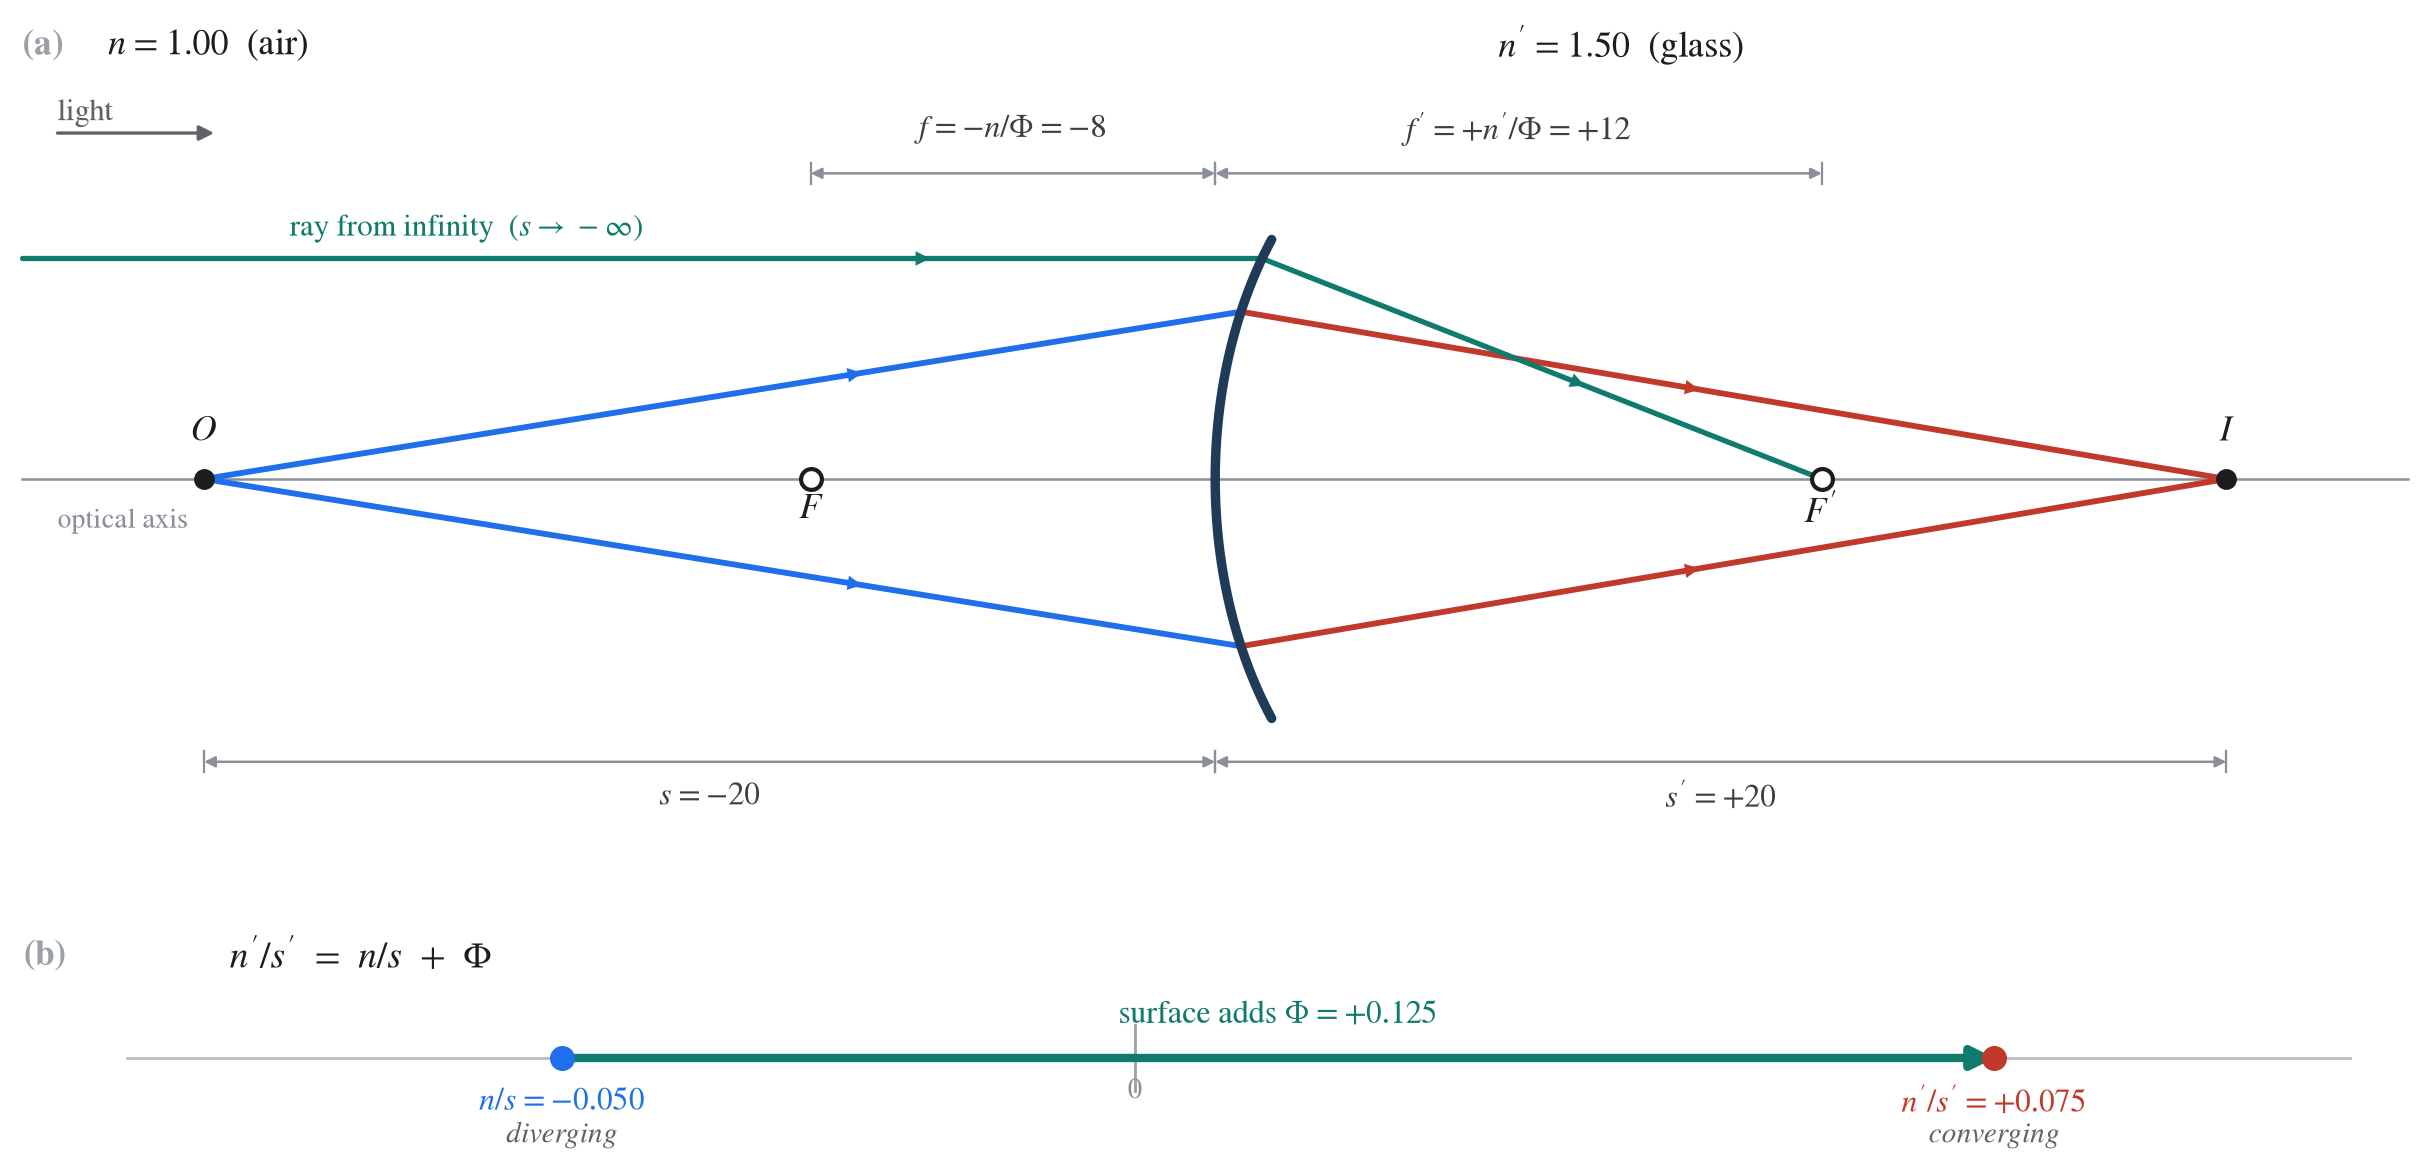 (a) n = 1.00 (air)
n′ = 1.50 (glass)
light
f = −n/Φ = −8
f′ = +n′/Φ = +12
ray from infinity (s → − ∞)
O
I
F
F′
optical axis
s = −20
s′ = +20
(b) n′/s′ = n/s + Φ
surface adds Φ = +0.125
0
n/s = −0.050
diverging
n′/s′ = +0.075
converging